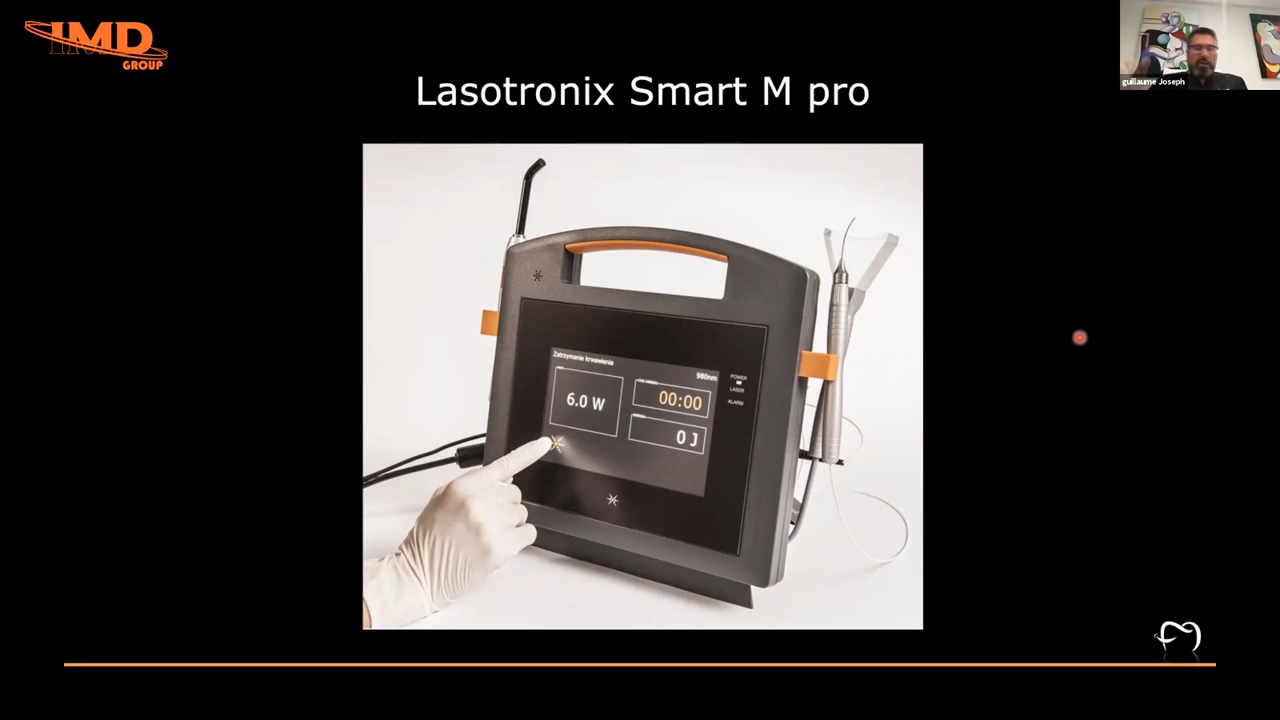 IMD
GROUP
guillaume Joseph
Lasotronix Smart M pro
Zatrzymanie krwawienia
980nm
6.0 W
00:00
0 J
POWER
LASER
ALARM